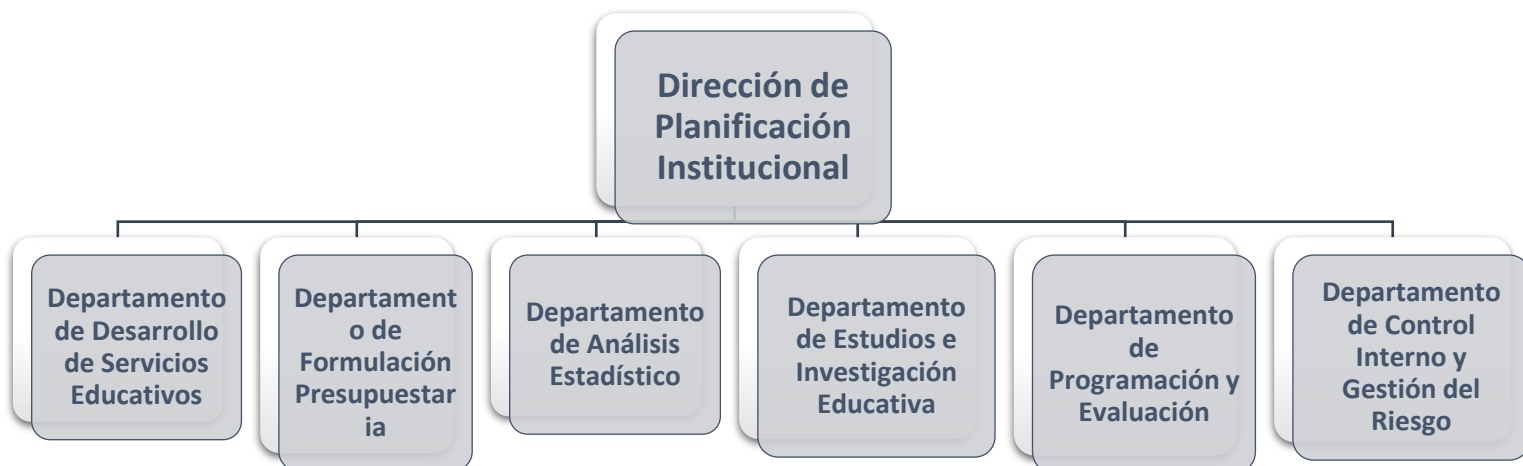 Dirección de
Planificación
Institucional
Departamento
de Desarrollo
de Servicios
Educativos
Departament
o de
Formulación
Presupuestar
ia
Departamento
de Análisis
Estadístico
Departamento
de Estudios e
Investigación
Educativa
Departamento
de
Programación y
Evaluación
Departamento
de Control
Interno y
Gestión del
Riesgo